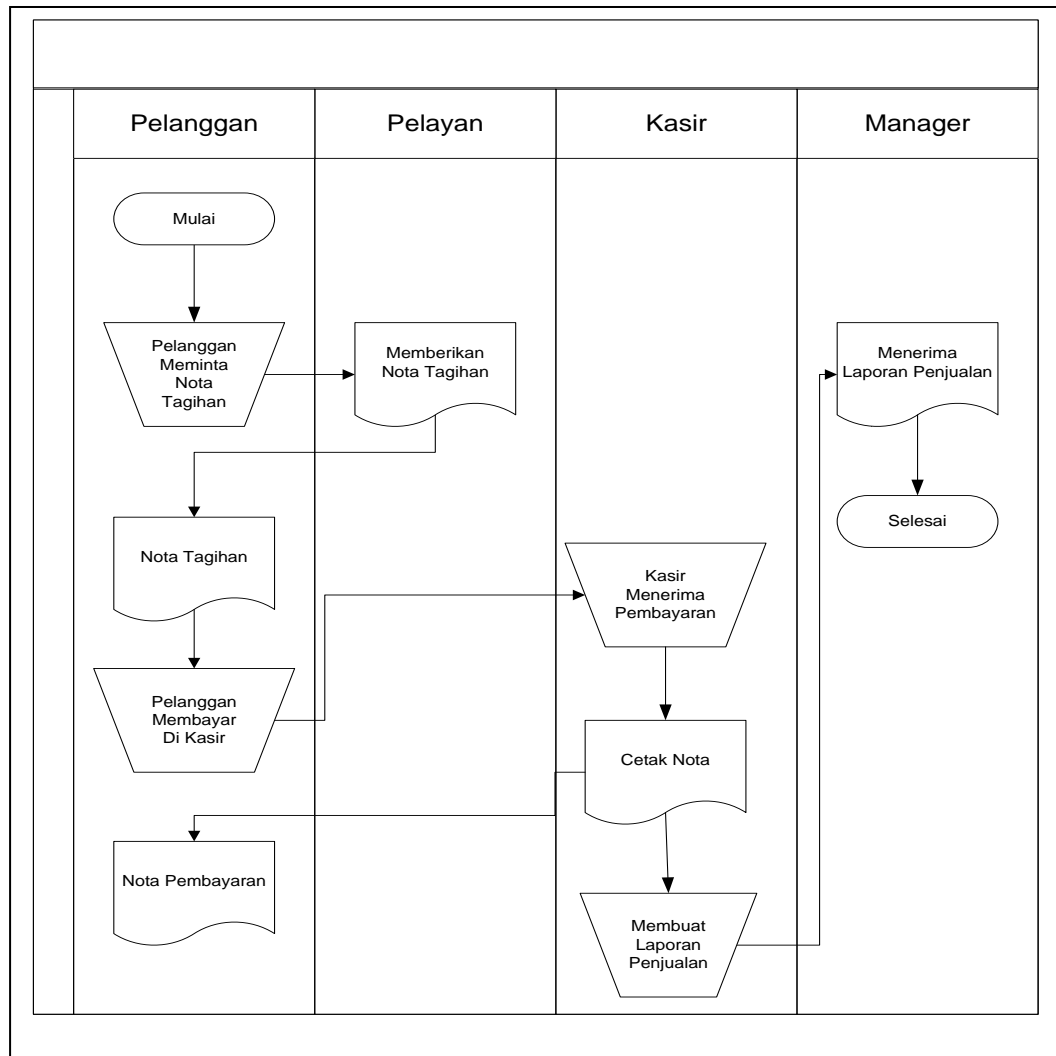 Pelanggan
Pelayan
Kasir
Manager
Mulai
Pelanggan
Meminta
Nota
Tagihan
Memberikan
Nota Tagihan
Menerima
Laporan Penjualan
Nota Tagihan
Selesai
Kasir
Menerima
Pembayaran
Pelanggan
Membayar
Di Kasir
Cetak Nota
Nota Pembayaran
Membuat
Laporan
Penjualan